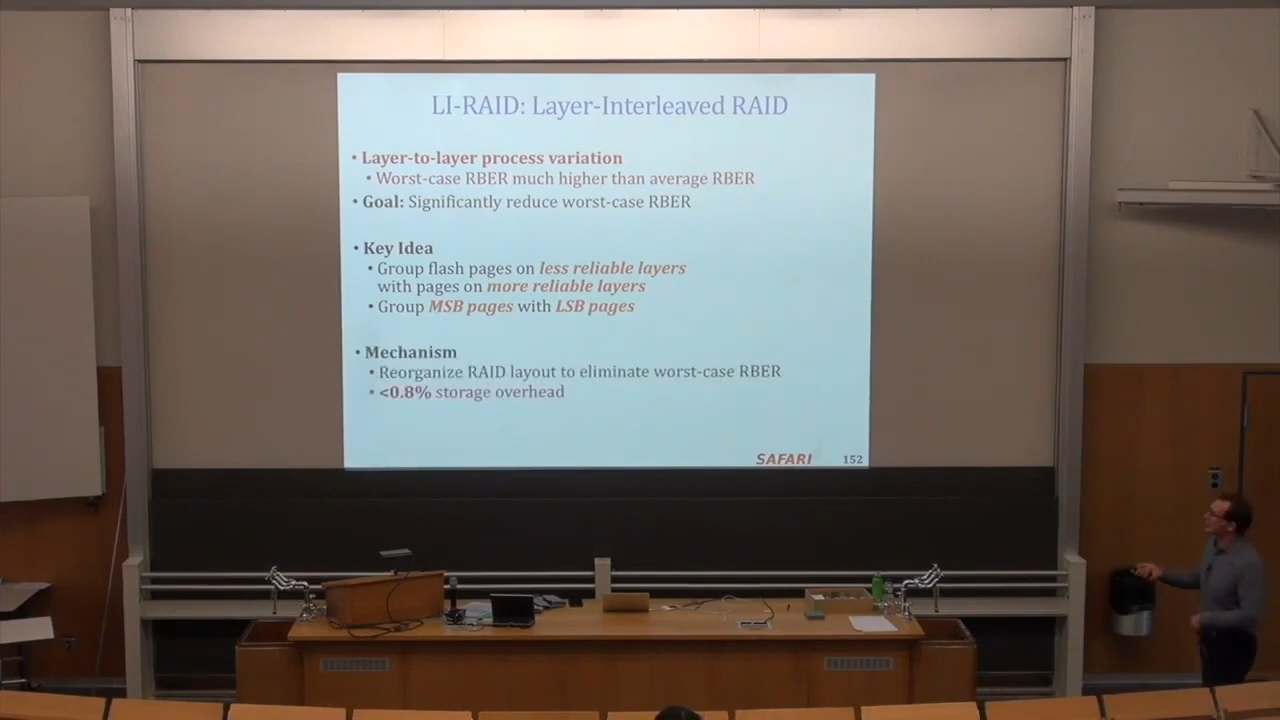 LI-RAID: Layer-Interleaved RAID
• Layer-to-layer process variation
• Worst-case RBER much higher than average RBER
• Goal: Significantly reduce worst-case RBER
• Key Idea
• Group flash pages on less reliable layers
with pages on more reliable layers
• Group MSB pages with LSB pages
• Mechanism
• Reorganize RAID layout to eliminate worst-case RBER
• <0.8% storage overhead
SAFARI 152